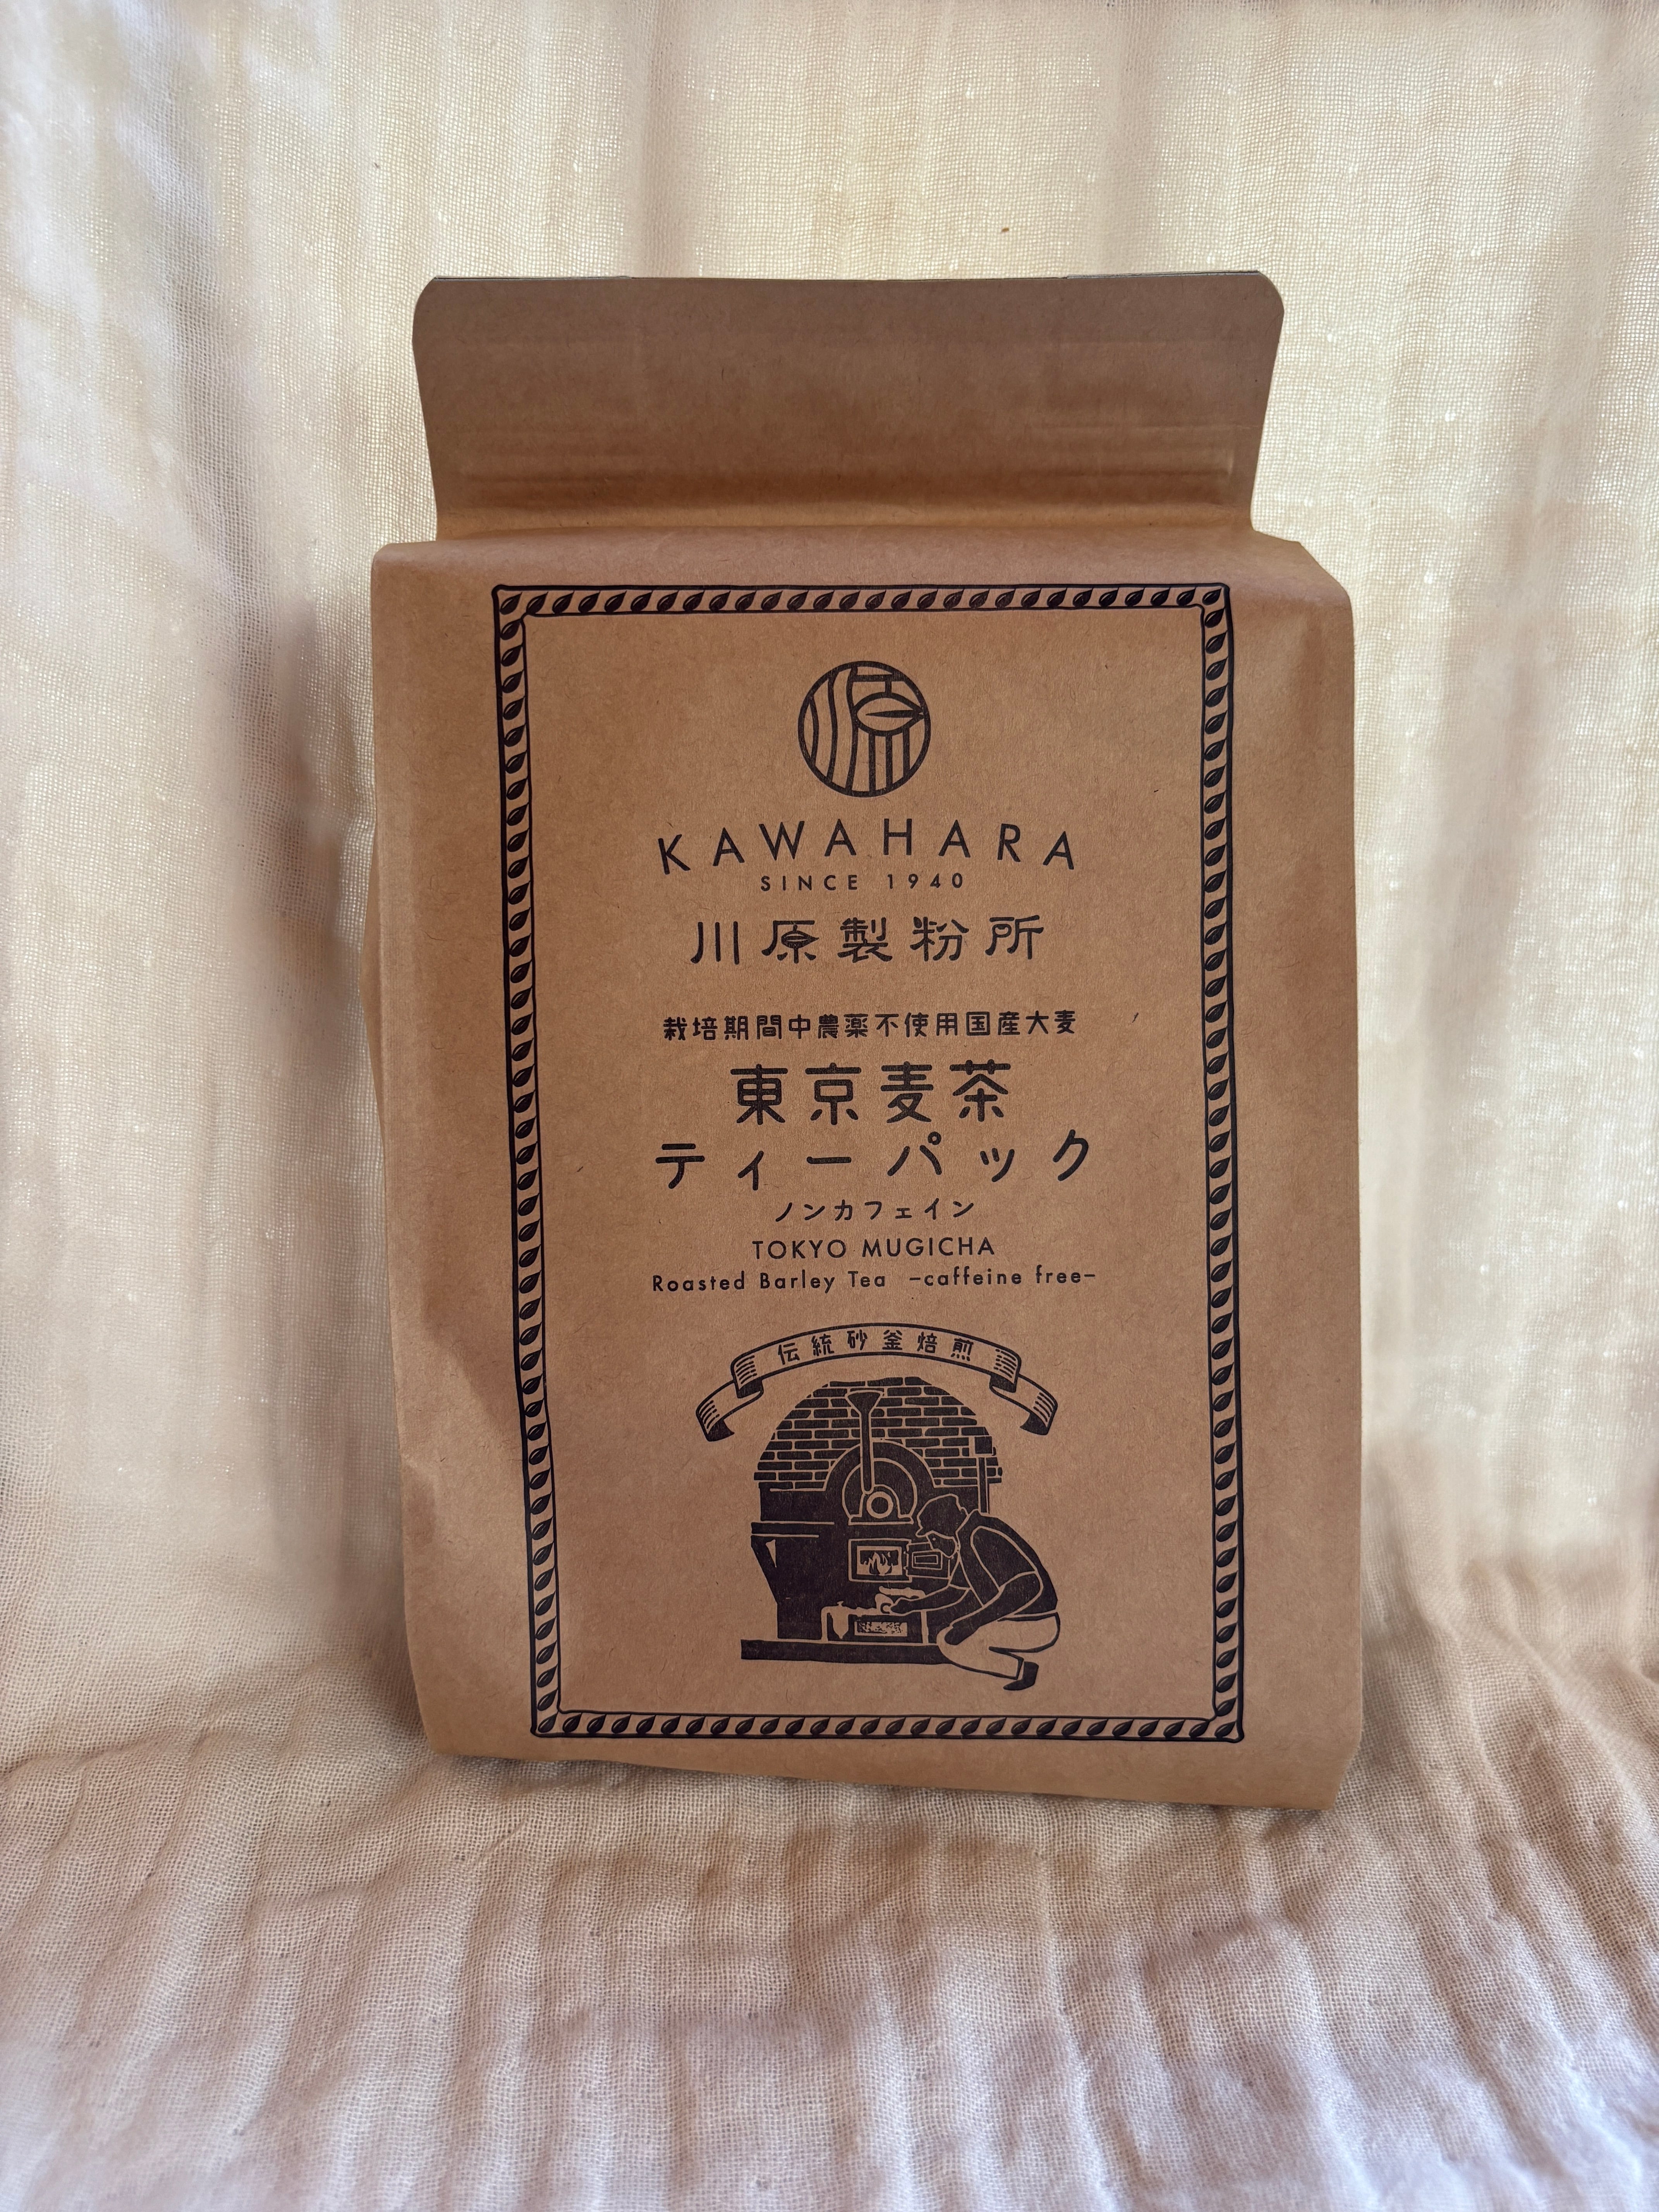 KAWAHARA
SINCE 1940
川原製粉所
栽培期間中農薬不使用国産大麦
東京麦茶
ティーパック
ノンカフェイン
TOKYO MUGICHA
Roasted Barley Tea -caffeine free-
伝統砂釜焙煎